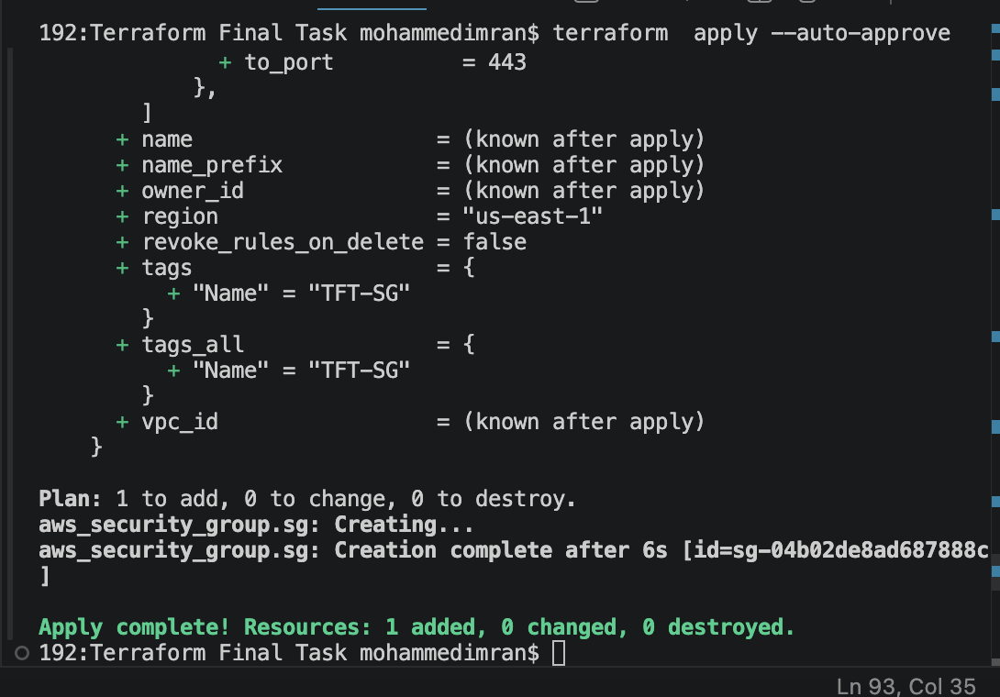 192:Terraform Final Task mohammedimran$ terraform  apply --auto-approve
+ to_port          = 443
},
]
+ name                   = (known after apply)
+ name_prefix            = (known after apply)
+ owner_id               = (known after apply)
+ region                 = "us-east-1"
+ revoke_rules_on_delete = false
+ tags                   = {
+ "Name" = "TFT-SG"
}
+ tags_all               = {
+ "Name" = "TFT-SG"
}
+ vpc_id                 = (known after apply)
}
Plan: 1 to add, 0 to change, 0 to destroy.
aws_security_group.sg: Creating...
aws_security_group.sg: Creation complete after 6s [id=sg-04b02de8ad687888c
]
Apply complete! Resources: 1 added, 0 changed, 0 destroyed.
192:Terraform Final Task mohammedimran$
Ln 93, Col 35